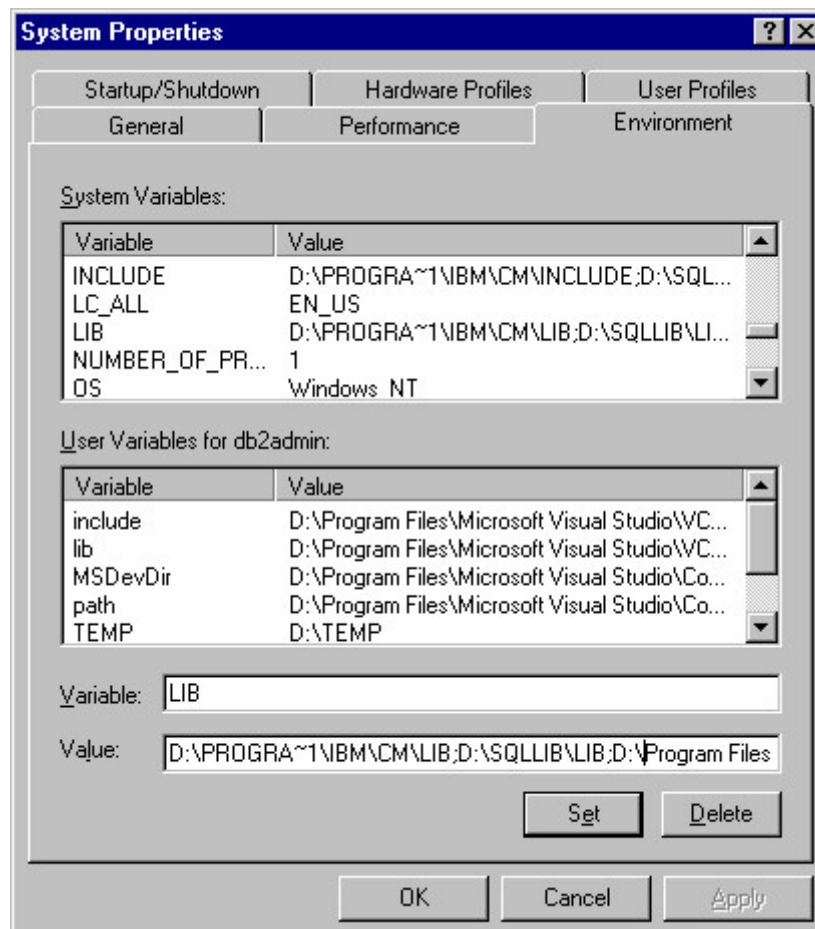 System Properties
Startup/Shutdown Hardware Profiles User Profiles
General Performance Environment
System Variables:
Variable Value
INCLUDE D:\PROGRA~1\IBM\CM\INCLUDE;D:\SQL...
LC_ALL EN_US
LIB D:\PROGRA~1\IBM\CM\LIB;D:\SQLLIB\LI...
NUMBER_OF_PR... 1
OS Windows_NT
User Variables for db2admin:
Variable Value
include D:\Program Files\Microsoft Visual Studio\VC...
lib D:\Program Files\Microsoft Visual Studio\VC...
MSDevDir D:\Program Files\Microsoft Visual Studio\Co...
path D:\Program Files\Microsoft Visual Studio\Co...
TEMP D:\TEMP
Variable: LIB
Value: D:\PROGRA~1\IBM\CM\LIB;D:\SQLLIB\LIB;D:\Program Files
Set Delete
OK Cancel Apply